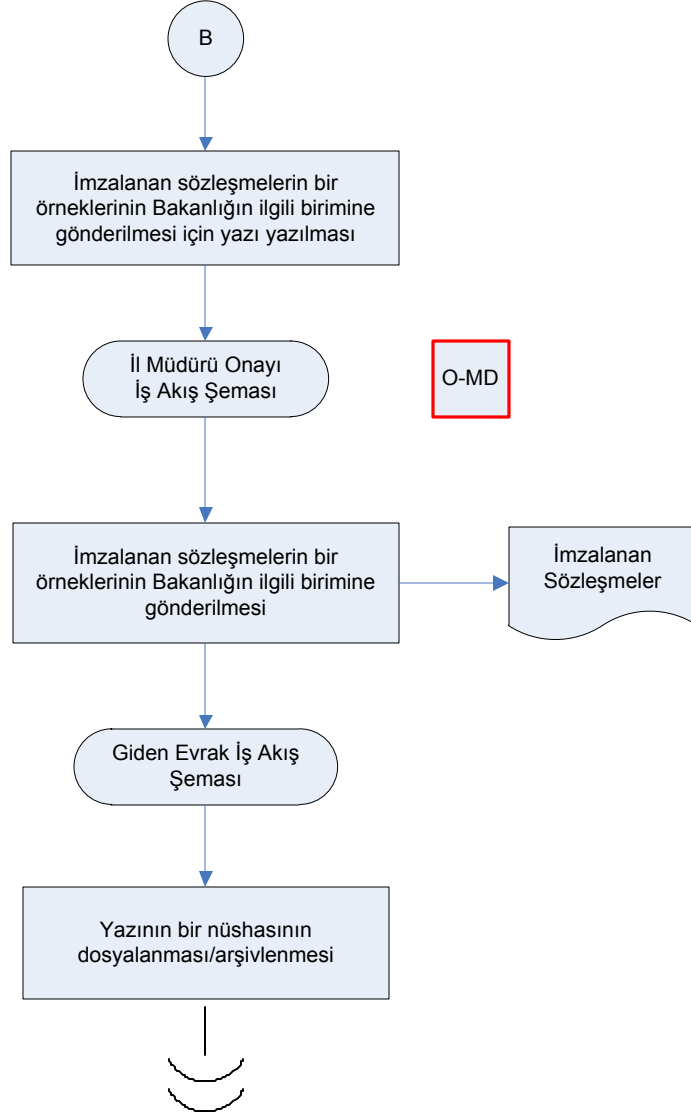 B
İmzalanan sözleşmelerin bir
örneklerinin Bakanlığın ilgili birimine
gönderilmesi için yazı yazılması
İl Müdürü Onayı
İş Akış Şeması
O-MD
İmzalanan sözleşmelerin bir
örneklerinin Bakanlığın ilgili birimine
gönderilmesi
İmzalanan
Sözleşmeler
Giden Evrak İş Akış
Şeması
Yazının bir nüshasının
dosyalanması/arşivlenmesi